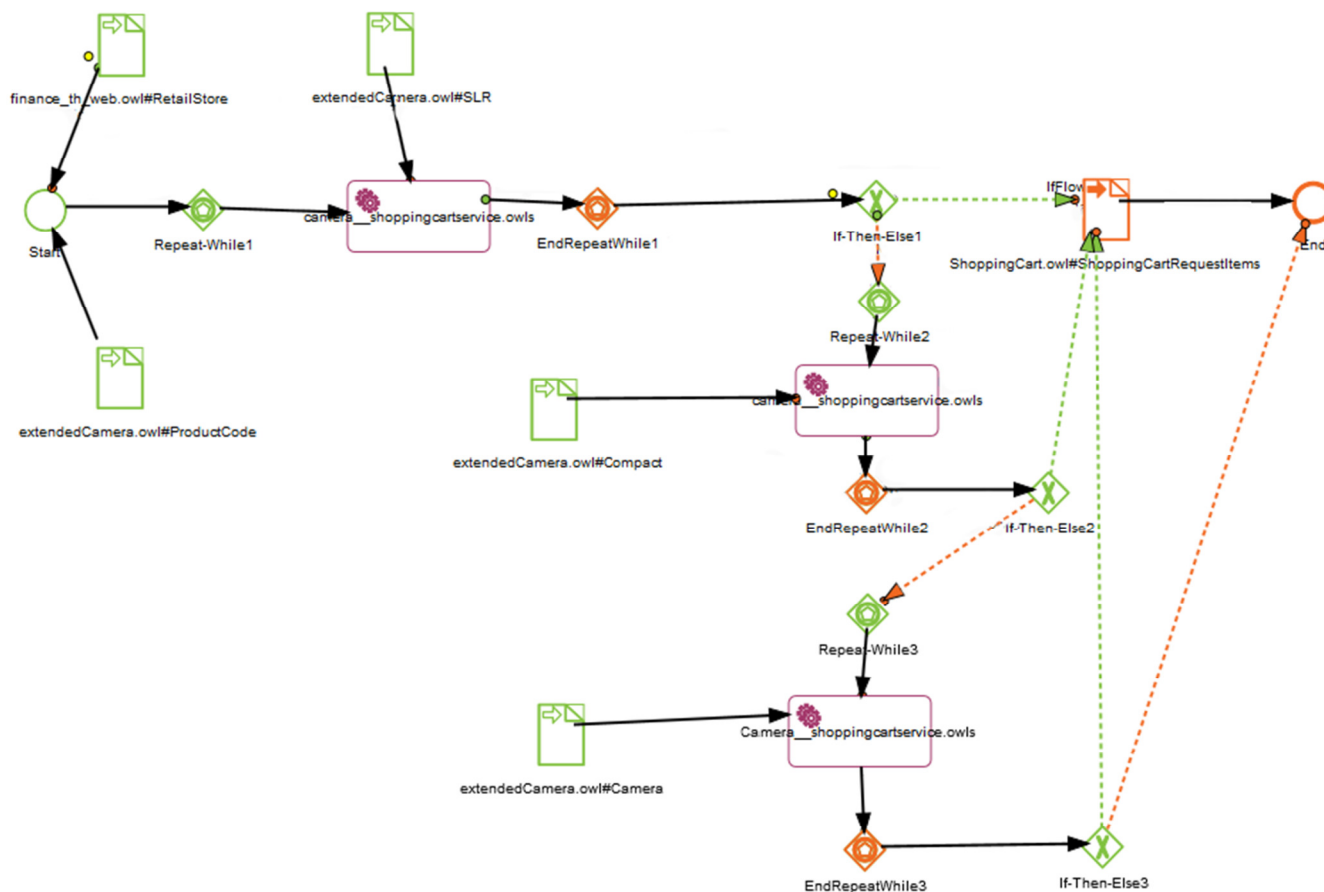 finance_th_web.owl#RetailStore
extendedCamera.owl#SLR
IfFlow
camera__shoppingcartservice.owls
Start
Repeat-While1
EndRepeatWhile1
If-Then-Else1
End
ShoppingCart.owl#ShoppingCartRequestItems
Repeat-While2
extendedCamera.owl#ProductCode
camera__shoppingcartservice.owls
extendedCamera.owl#Compact
EndRepeatWhile2
If-Then-Else2
Repeat-While3
Camera__shoppingcartservice.owls
extendedCamera.owl#Camera
EndRepeatWhile3
If-Then-Else3